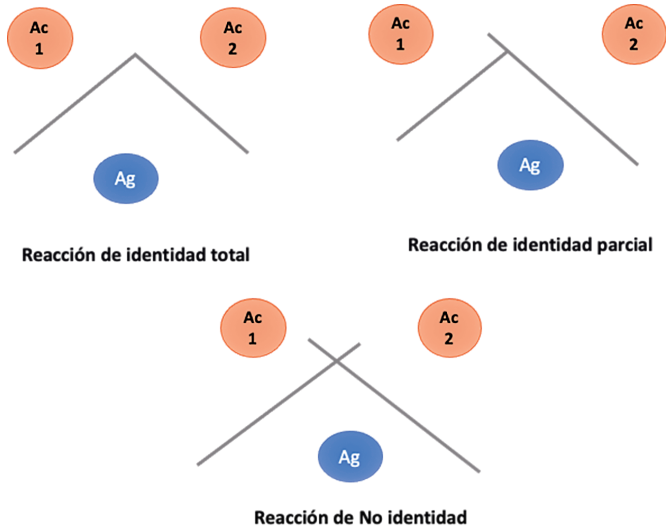 Ac
1
Ac
2
Ac
1
Ac
2
Ag
Ag
Reacción de identidad total
Reacción de identidad parcial
Ac
1
Ac
2
Ag
Reacción de No identidad